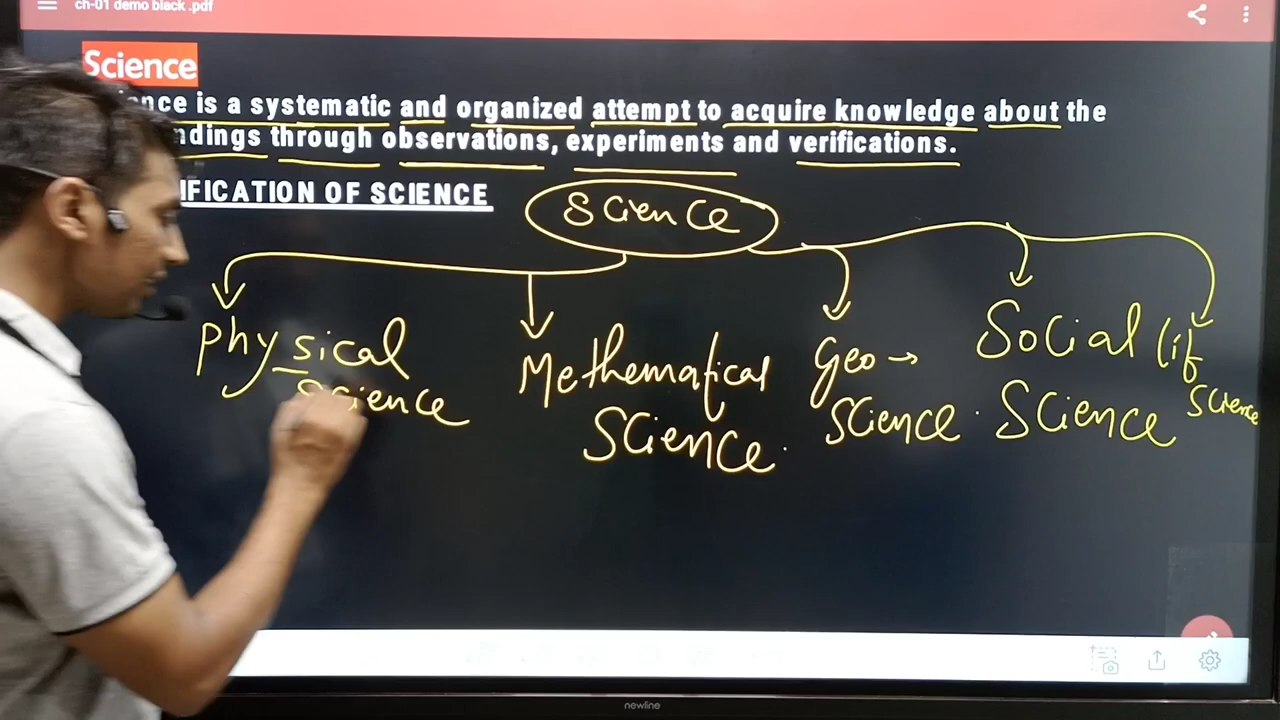 ch-01 demo black .pdf
Science
ence is a systematic and organized attempt to acquire knowledge about the
ndings through observations, experiments and verifications.
IFICATION OF SCIENCE
Science
Physical
Science
Methematical
Science.
Geo →
Science.
Social
Science
Lif
Science
newline